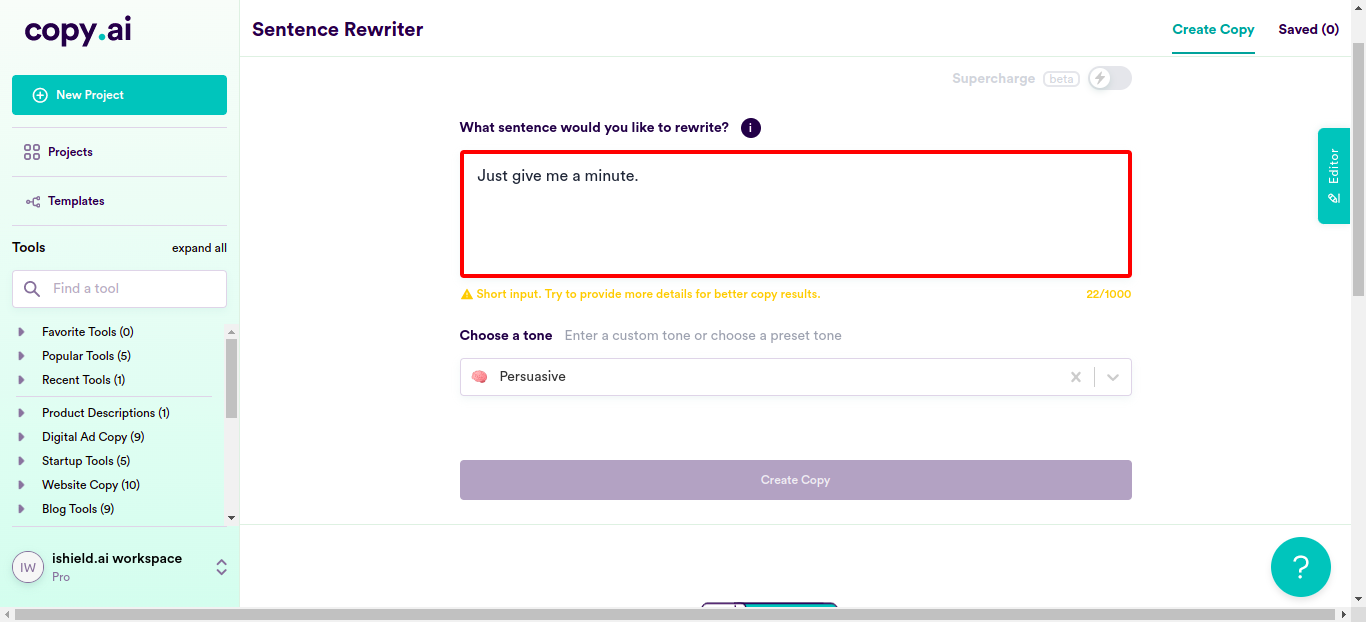 copy.ai
Sentence Rewriter
Create Copy
Saved (0)
New Project
Supercharge beta
What sentence would you like to rewrite? i
Projects
Just give me a minute.
Editor
Templates
Tools
expand all
Find a tool
Short input. Try to provide more details for better copy results.
22/1000
Favorite Tools (0)
Choose a tone Enter a custom tone or choose a preset tone
Popular Tools (5)
Recent Tools (1)
Persuasive
Product Descriptions (1)
Digital Ad Copy (9)
Startup Tools (5)
Website Copy (10)
Create Copy
Blog Tools (9)
IW
ishield.ai workspace
Pro
?